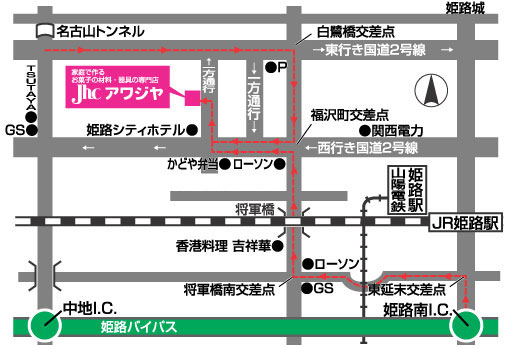 姫路城
名古山トンネル
白鷺橋交差点
→東行き国道2号線 →
家庭で作る
お菓子の材料・器具の専門店
Jhc アワジヤ
↑一方通行
↓一方通行↓
P
TSUTAYA
GS
姫路シティホテル
福沢町交差点
関西電力
← ← ←西行き国道2号線
かどや弁当
ローソン
山陽電鉄
姫路駅
将軍橋
JR姫路駅
香港料理 吉祥華
ローソン
将軍橋南交差点
GS
東延末交差点
中地I.C.
姫路南I.C.
姫路バイパス